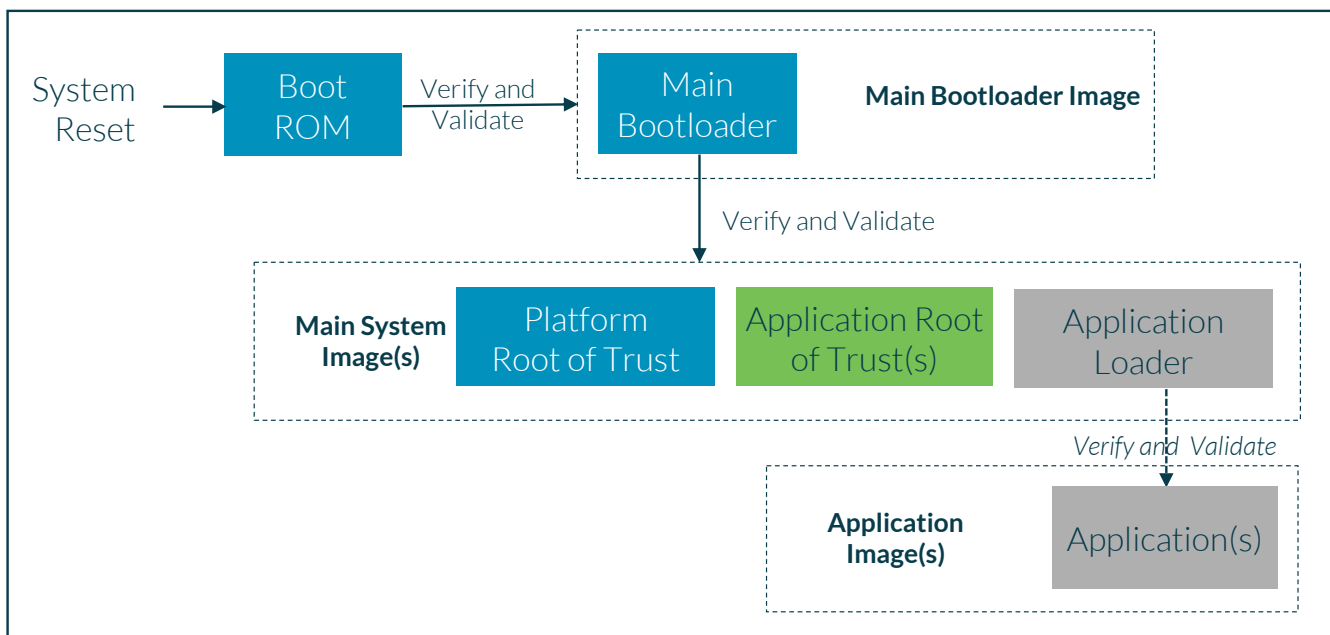 System
Reset
Boot
ROM
Verify and
Validate
Main
Bootloader
Main Bootloader Image
Verify and Validate
Main System
Image(s)
Platform
Root of Trust
Application Root
of Trust(s)
Application
Loader
Verify and Validate
Application
Image(s)
Application(s)